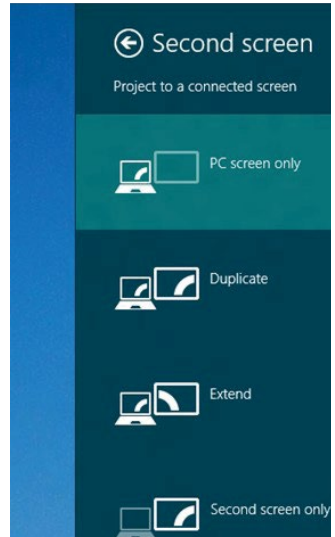 Second screen
Project to a connected screen
PC screen only
Duplicate
Extend
Second screen only